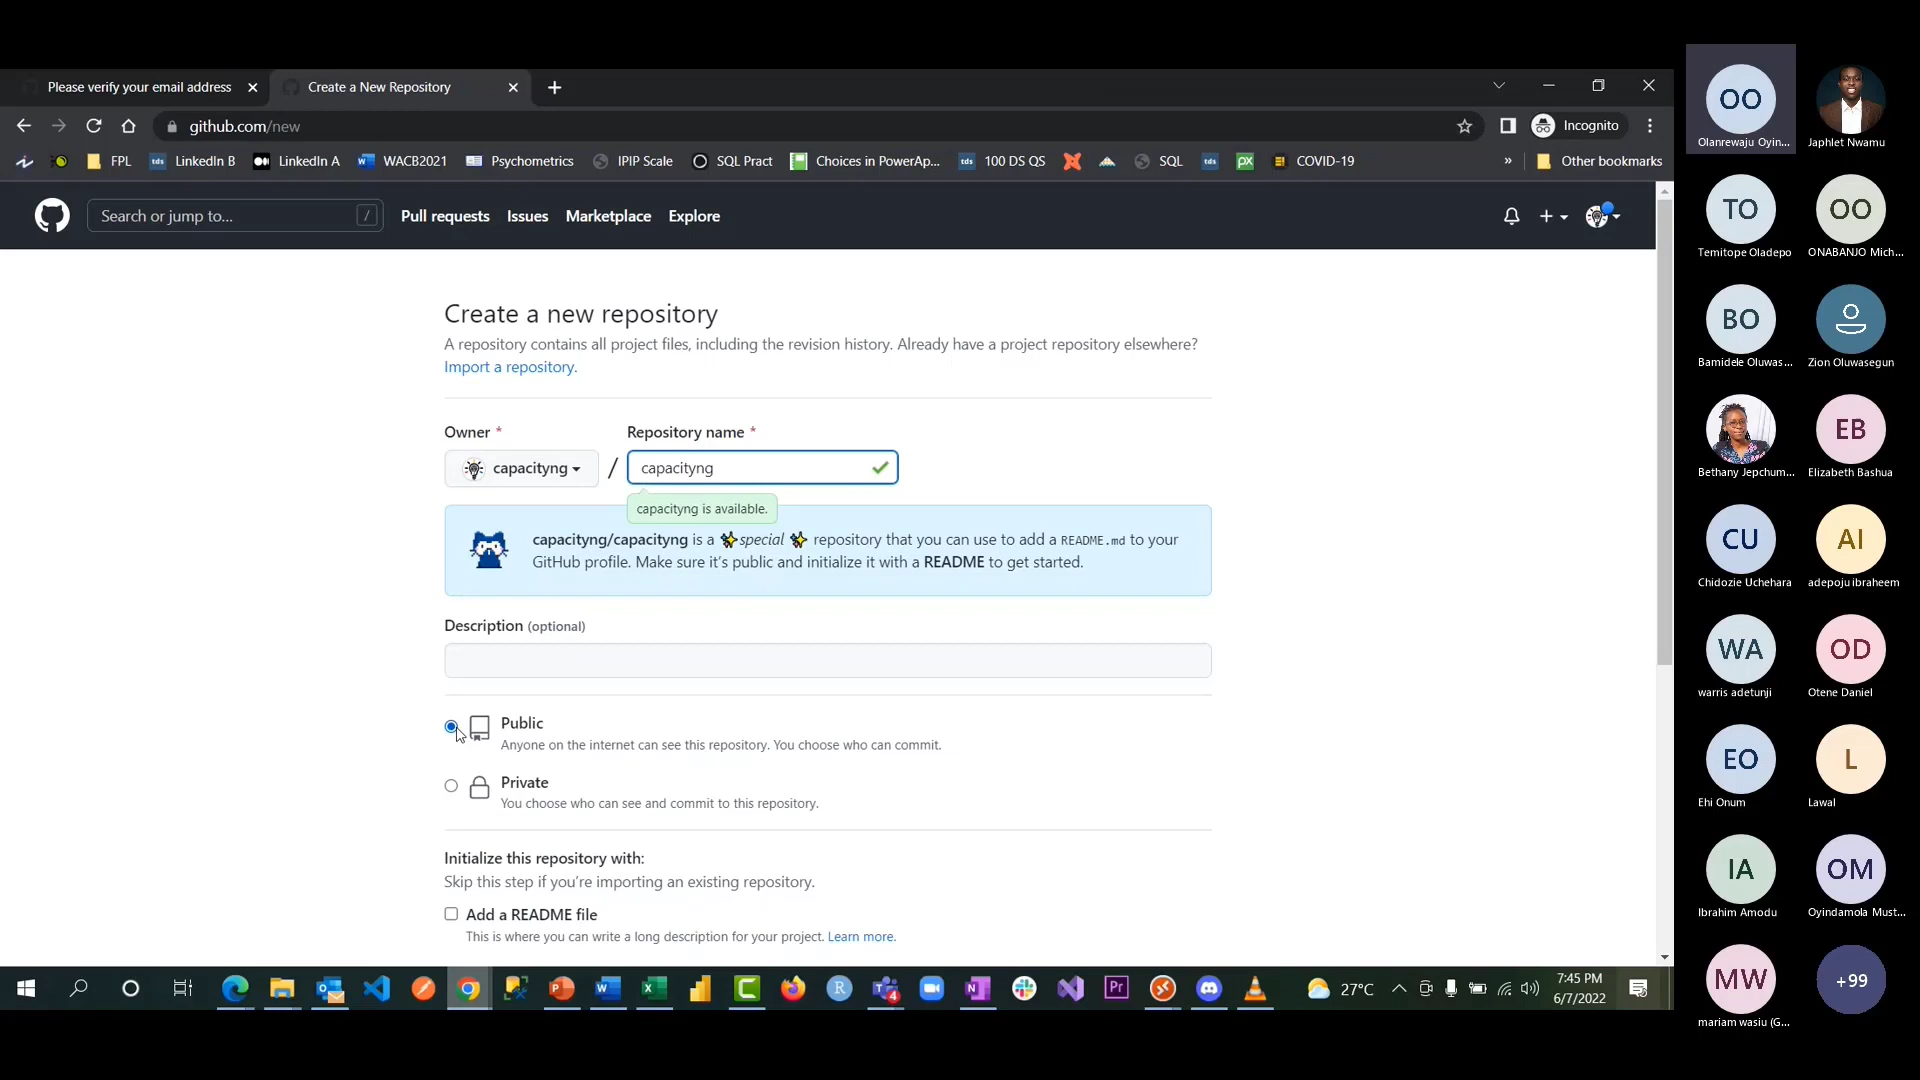 Please verify your email address
Create a New Repository
github.com/new
Incognito
FPL
LinkedIn B
LinkedIn A
WACB2021
Psychometrics
IPIP Scale
SQL Pract
Choices in PowerAp...
100 DS QS
SQL
COVID-19
»
Other bookmarks
Search or jump to...
/
Pull requests
Issues
Marketplace
Explore
Create a new repository
A repository contains all project files, including the revision history. Already have a project repository elsewhere?
Import a repository.
Owner *
Repository name *
capacityng
/
capacityng
capacityng is available.
capacityng/capacityng is a ✨special ✨ repository that you can use to add a README.md to your
GitHub profile. Make sure it's public and initialize it with a README to get started.
Description (optional)
Public
Anyone on the internet can see this repository. You choose who can commit.
Private
You choose who can see and commit to this repository.
Initialize this repository with:
Skip this step if you're importing an existing repository.
Add a README file
This is where you can write a long description for your project. Learn more.
27°C
7:45 PM
6/7/2022
OO
Olanrewaju Oyin...
Japhlet Nwamu
TO
Temitope Oladepo
OO
ONABANJO Mich...
BO
Bamidele Oluwas...
Zion Oluwasegun
Bethany Jepchum...
EB
Elizabeth Bashua
CU
Chidozie Uchehara
AI
adepoju ibraheem
WA
warris adetunji
OD
Otene Daniel
EO
Ehi Onum
L
Lawal
IA
Ibrahim Amodu
OM
Oyindamola Must...
MW
mariam wasiu (G...
+99